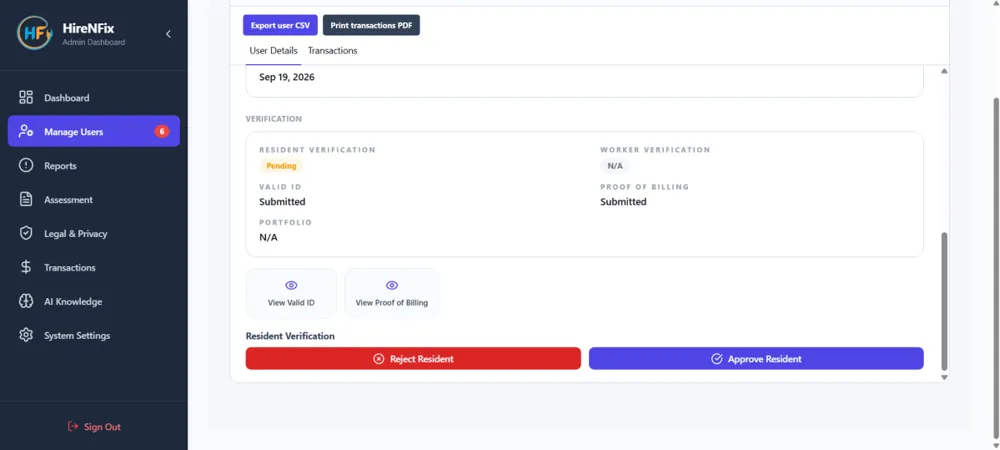 HF
HireNFix
Admin Dashboard
Dashboard
Manage Users 6
Reports
Assessment
Legal & Privacy
Transactions
AI Knowledge
System Settings
Sign Out
Export user CSV Print transactions PDF
User Details Transactions
Sep 19, 2026
VERIFICATION
RESIDENT VERIFICATION WORKER VERIFICATION
Pending N/A
VALID ID PROOF OF BILLING
Submitted Submitted
PORTFOLIO
N/A
View Valid ID View Proof of Billing
Resident Verification
Reject Resident Approve Resident